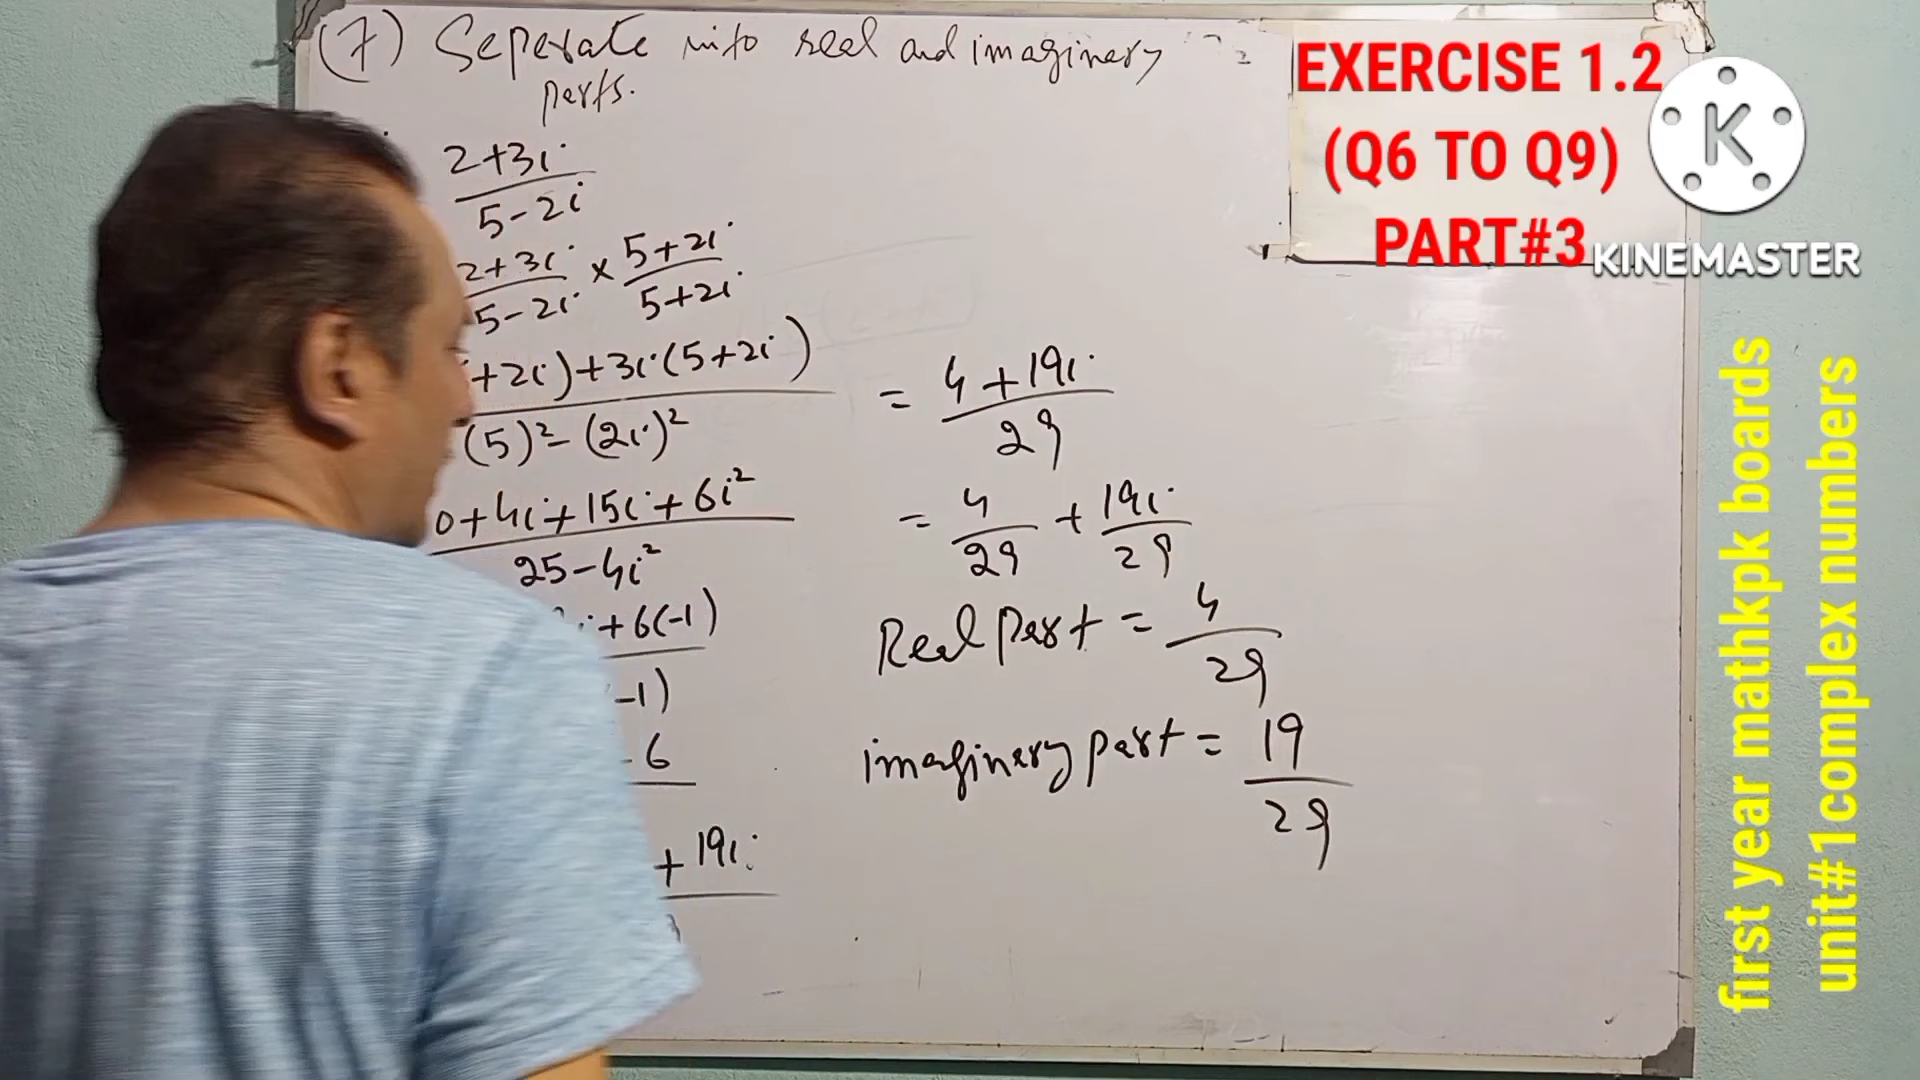 (7) Seperate into real and imaginery
parts.
2+3i
5-2i
2+3i × 5+2i
5-2i 5+2i
+2i)+3i(5+2i)
(5)²-(2i)²
0+4i+15i+6i²
25-4i²
+6(-1)
-1)
-6
+19i
= 4+19i
29
= 4 + 19i
29 29
Real Part = 4
29
imaginery part = 19
29
EXERCISE 1.2
(Q6 TO Q9)
PART#3
K
KINEMASTER
first year mathkpk boards
unit#1complex numbers